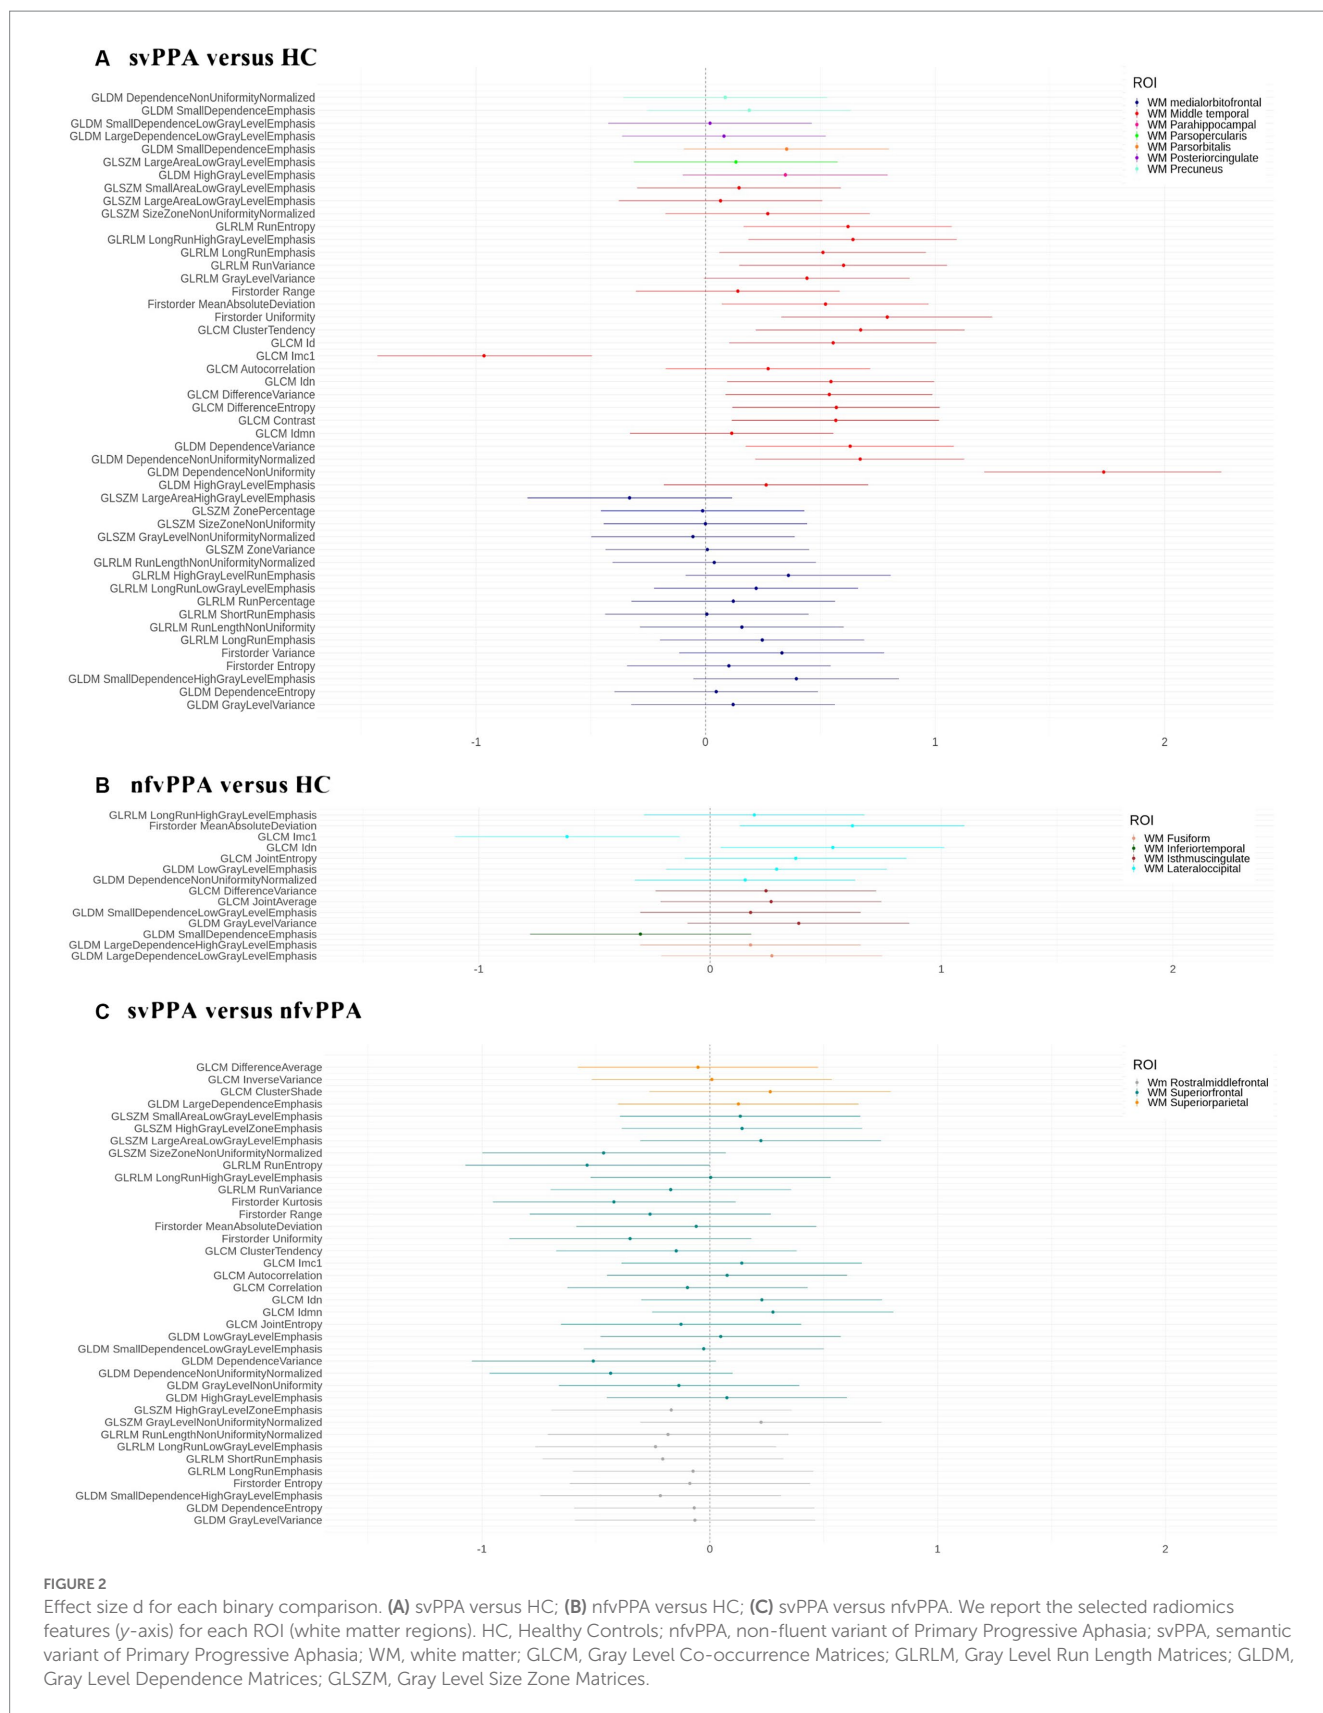 A svPPA versus HC
GLDM DependenceNonUniformityNormalized
GLDM SmallDependenceEmphasis
GLDM SmallDependenceLowGrayLevelEmphasis
GLDM LargeDependenceLowGrayLevelEmphasis
GLDM SmallDependenceEmphasis
GLSZM LargeAreaLowGrayLevelEmphasis
GLDM HighGrayLevelEmphasis
GLSZM SmallAreaLowGrayLevelEmphasis
GLSZM LargeAreaLowGrayLevelEmphasis
GLSZM SizeZoneNonUniformityNormalized
GLRLM RunEntropy
GLRLM LongRunHighGrayLevelEmphasis
GLRLM LongRunEmphasis
GLRLM RunVariance
GLRLM GrayLevelVariance
Firstorder Range
Firstorder MeanAbsoluteDeviation
Firstorder Uniformity
GLCM ClusterTendency
GLCM Id
GLCM Imc1
GLCM Autocorrelation
GLCM Idn
GLCM DifferenceVariance
GLCM DifferenceEntropy
GLCM Contrast
GLCM Idmn
GLDM DependenceVariance
GLDM DependenceNonUniformityNormalized
GLDM DependenceNonUniformity
GLDM HighGrayLevelEmphasis
GLSZM LargeAreaHighGrayLevelEmphasis
GLSZM ZonePercentage
GLSZM SizeZoneNonUniformity
GLSZM GrayLevelNonUniformityNormalized
GLSZM ZoneVariance
GLRLM RunLengthNonUniformityNormalized
GLRLM HighGrayLevelRunEmphasis
GLRLM LongRunLowGrayLevelEmphasis
GLRLM RunPercentage
GLRLM ShortRunEmphasis
GLRLM RunLengthNonUniformity
GLRLM LongRunEmphasis
Firstorder Variance
Firstorder Entropy
GLDM SmallDependenceHighGrayLevelEmphasis
GLDM DependenceEntropy
GLDM GrayLevelVariance
-1 0 1 2
ROI
WM medialorbitofrontal
WM Middle temporal
WM Parahippocampal
WM Parsopercularis
WM Parsorbitalis
WM Posteriorcingulate
WM Precuneus
B nfvPPA versus HC
GLRLM LongRunHighGrayLevelEmphasis
Firstorder MeanAbsoluteDeviation
GLCM Imc1
GLCM Idn
GLCM JointEntropy
GLDM LowGrayLevelEmphasis
GLDM DependenceNonUniformityNormalized
GLCM DifferenceVariance
GLCM JointAverage
GLDM SmallDependenceLowGrayLevelEmphasis
GLDM GrayLevelVariance
GLDM SmallDependenceEmphasis
GLDM LargeDependenceHighGrayLevelEmphasis
GLDM LargeDependenceLowGrayLevelEmphasis
-1 0 1 2
ROI
WM Fusiform
WM Inferiortemporal
WM Isthmuscingulate
WM Lateraloccipital
C svPPA versus nfvPPA
GLCM DifferenceAverage
GLCM InverseVariance
GLCM ClusterShade
GLDM LargeDependenceEmphasis
GLSZM SmallAreaLowGrayLevelEmphasis
GLSZM HighGrayLevelZoneEmphasis
GLSZM LargeAreaLowGrayLevelEmphasis
GLSZM SizeZoneNonUniformityNormalized
GLRLM RunEntropy
GLRLM LongRunHighGrayLevelEmphasis
GLRLM RunVariance
Firstorder Kurtosis
Firstorder Range
Firstorder MeanAbsoluteDeviation
Firstorder Uniformity
GLCM ClusterTendency
GLCM Imc1
GLCM Autocorrelation
GLCM Correlation
GLCM Idn
GLCM Idmn
GLCM JointEntropy
GLDM LowGrayLevelEmphasis
GLDM SmallDependenceLowGrayLevelEmphasis
GLDM DependenceVariance
GLDM DependenceNonUniformityNormalized
GLDM GrayLevelNonUniformity
GLDM HighGrayLevelEmphasis
GLSZM HighGrayLevelZoneEmphasis
GLSZM GrayLevelNonUniformityNormalized
GLRLM RunLengthNonUniformityNormalized
GLRLM LongRunLowGrayLevelEmphasis
GLRLM ShortRunEmphasis
GLRLM LongRunEmphasis
Firstorder Entropy
GLDM SmallDependenceHighGrayLevelEmphasis
GLDM DependenceEntropy
GLDM GrayLevelVariance
-1 0 1 2
ROI
Wm Rostralmiddlefrontal
WM Superiorfrontal
WM Superiorparietal
FIGURE 2
Effect size d for each binary comparison. (A) svPPA versus HC; (B) nfvPPA versus HC; (C) svPPA versus nfvPPA. We report the selected radiomics
features (y-axis) for each ROI (white matter regions). HC, Healthy Controls; nfvPPA, non-fluent variant of Primary Progressive Aphasia; svPPA, semantic
variant of Primary Progressive Aphasia; WM, white matter; GLCM, Gray Level Co-occurrence Matrices; GLRLM, Gray Level Run Length Matrices; GLDM,
Gray Level Dependence Matrices; GLSZM, Gray Level Size Zone Matrices.